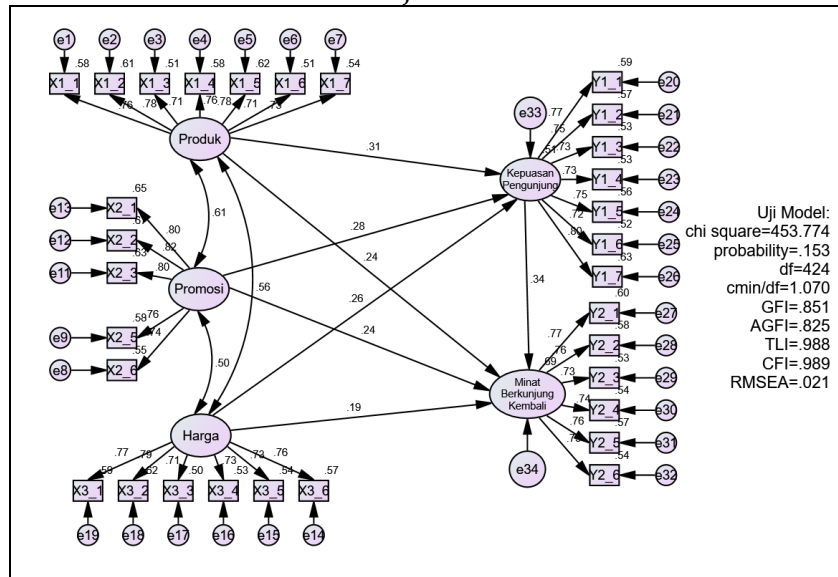 e1 e2 e3 e4 e5 e6 e7
.58 .61 .51 .58 .62 .51 .54
X1_1 X1_2 X1_3 X1_4 X1_5 X1_6 X1_7
.76 .78 .71 .76 .78 .71 .73
Produk
e13 X2_1 .65
e12 X2_2 .67
e11 X2_3 .63
.80 .82 .80
Promosi
e9 X2_5 .58 .76
e8 X2_6 .55 .74
.61
.56
.50
Harga
.77 .79 .71 .73 .73 .76
.59 .62 .50 .53 .54 .57
X3_1 X3_2 X3_3 X3_4 X3_5 X3_6
e19 e18 e17 e16 e15 e14
.31
.28
.24
.26
.24
.19
.34
e33
.51
Kepuasan
Pengunjung
.77 .75 .73 .73 .75 .72 .80
.59
Y1_1 e20
.57
Y1_2 e21
.53
Y1_3 e22
.53
Y1_4 e23
.56
Y1_5 e24
.52
Y1_6 e25
.63
Y1_7 e26
.69
Minat
Berkunjung
Kembali
e34
.77 .76 .73 .74 .76
.60
Y2_1 e27
.58
Y2_2 e28
.53
Y2_3 e29
.54
Y2_4 e30
.57
Y2_5 e31
.54
Y2_6 e32
Uji Model:
chi square=453.774
probability=.153
df=424
cmin/df=1.070
GFI=.851
AGFI=.825
TLI=.988
CFI=.989
RMSEA=.021